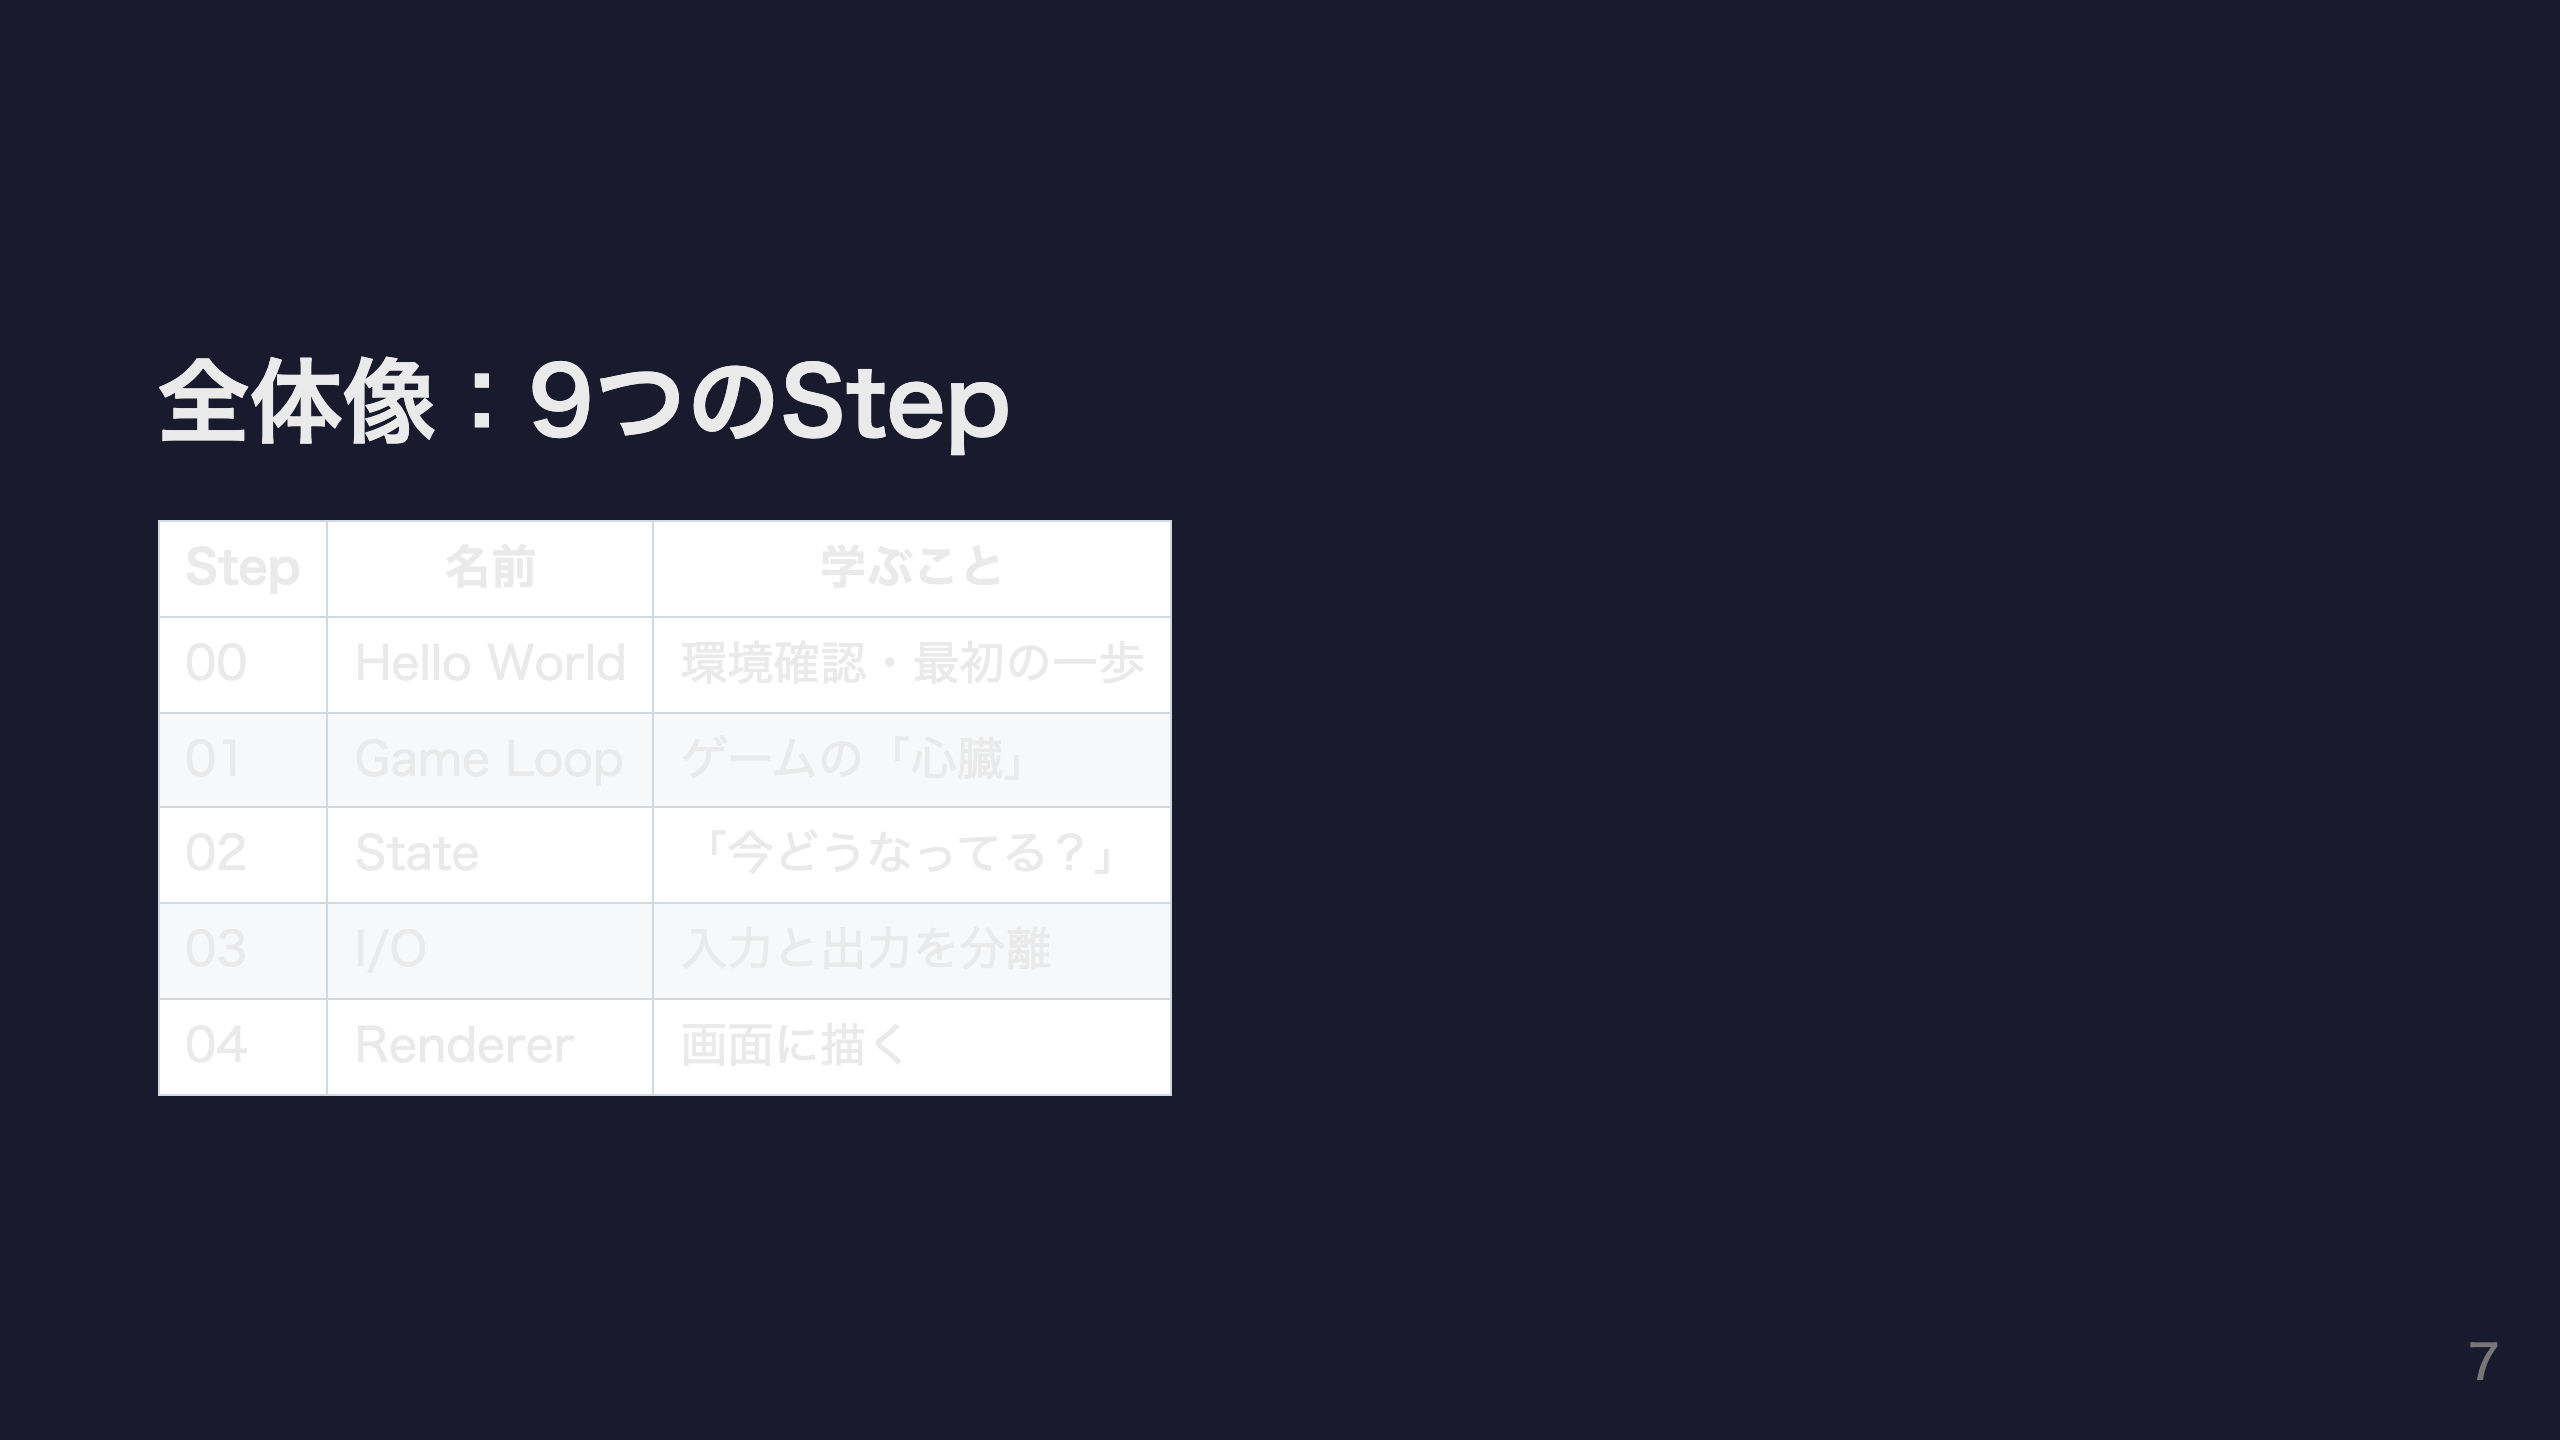 全体像：9つのStep
Step 名前 学ぶこと
00 Hello World 環境確認・最初の一歩
01 Game Loop ゲームの「心臓」
02 State 「今どうなってる？」
03 I/O 入力と出力を分離
04 Renderer 画面に描く
7